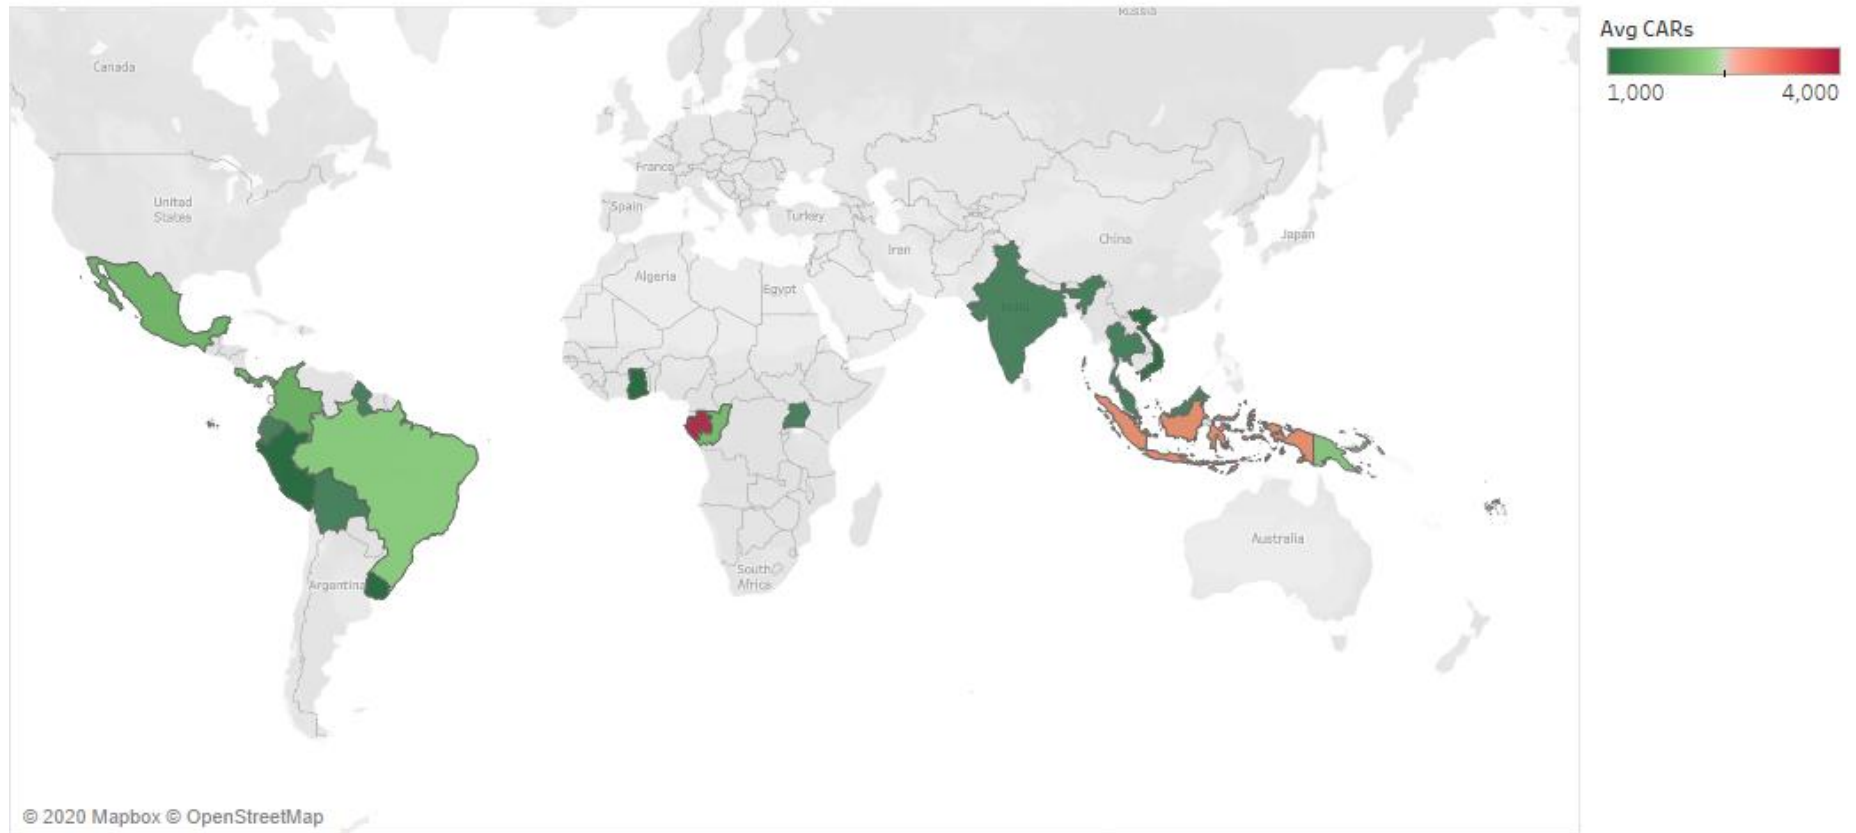 Russia
Canada
United
States
France
Spain
Turkey
Algeria
Egypt
Iran
China
Japan
India
South
Africa
Argentina
Australia
Avg CARs
1,000
4,000
© 2020 Mapbox © OpenStreetMap